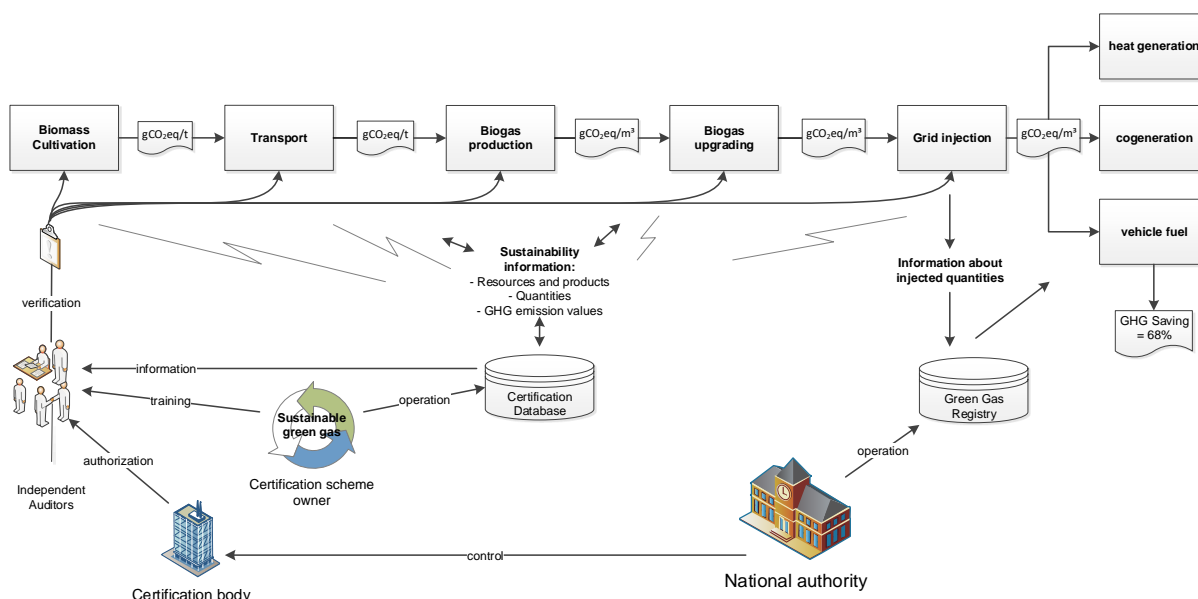 heat generation
Biomass
Cultivation
gCO₂eq/t
Transport
gCO₂eq/t
Biogas
production
gCO₂eq/m³
Biogas
upgrading
gCO₂eq/m³
Grid injection
gCO₂eq/m³
cogeneration
vehicle fuel
Sustainability
information:
- Resources and products
- Quantities
- GHG emission values
Information about
injected quantities
verification
GHG Saving
= 68%
information
training
Sustainable
green gas
operation
Certification
Database
Green Gas
Registry
authorization
operation
Certification scheme
owner
Independent
Auditors
control
National authority
Certification body